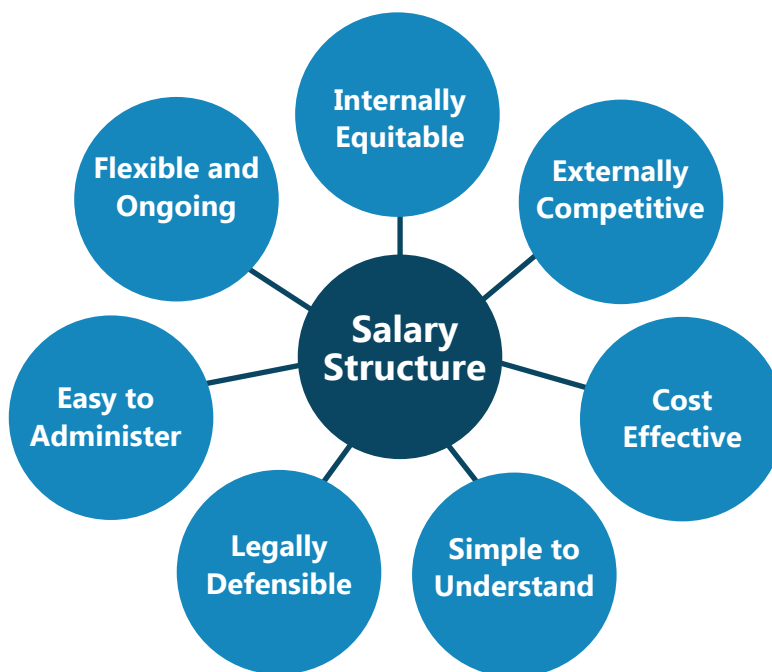 Internally
Equitable
Flexible and
Ongoing
Externally
Competitive
Salary
Structure
Easy to
Administer
Cost
Effective
Legally
Defensible
Simple to
Understand